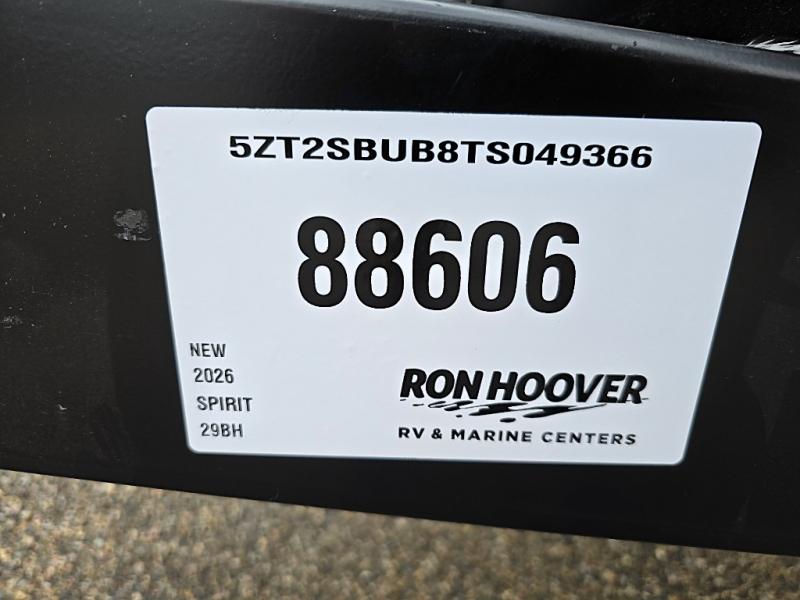 5ZT2SBUB8TS049366
88606
NEW
2026
SPIRIT
29BH
RON HOOVER
RV & MARINE CENTERS